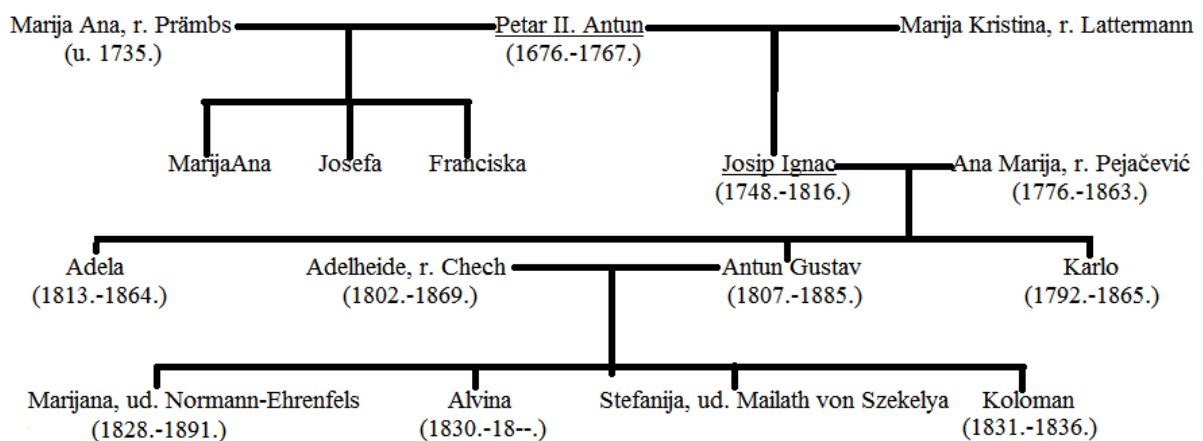 Marija Ana, r. Prämbs Petar II. Antun Marija Kristina, r. Lattermann
(u. 1735.) (1676.-1767.)
MarijaAna Josefa Franciska Josip Ignac Ana Marija, r. Pejačević
(1748.-1816.) (1776.-1863.)
Adela Adelheide, r. Chech Antun Gustav Karlo
(1813.-1864.) (1802.-1869.) (1807.-1885.) (1792.-1865.)
Marijana, ud. Normann-Ehrenfels Alvina Stefanija, ud. Mailath von Szekelya Koloman
(1828.-1891.) (1830.-18--.) (1831.-1836.)